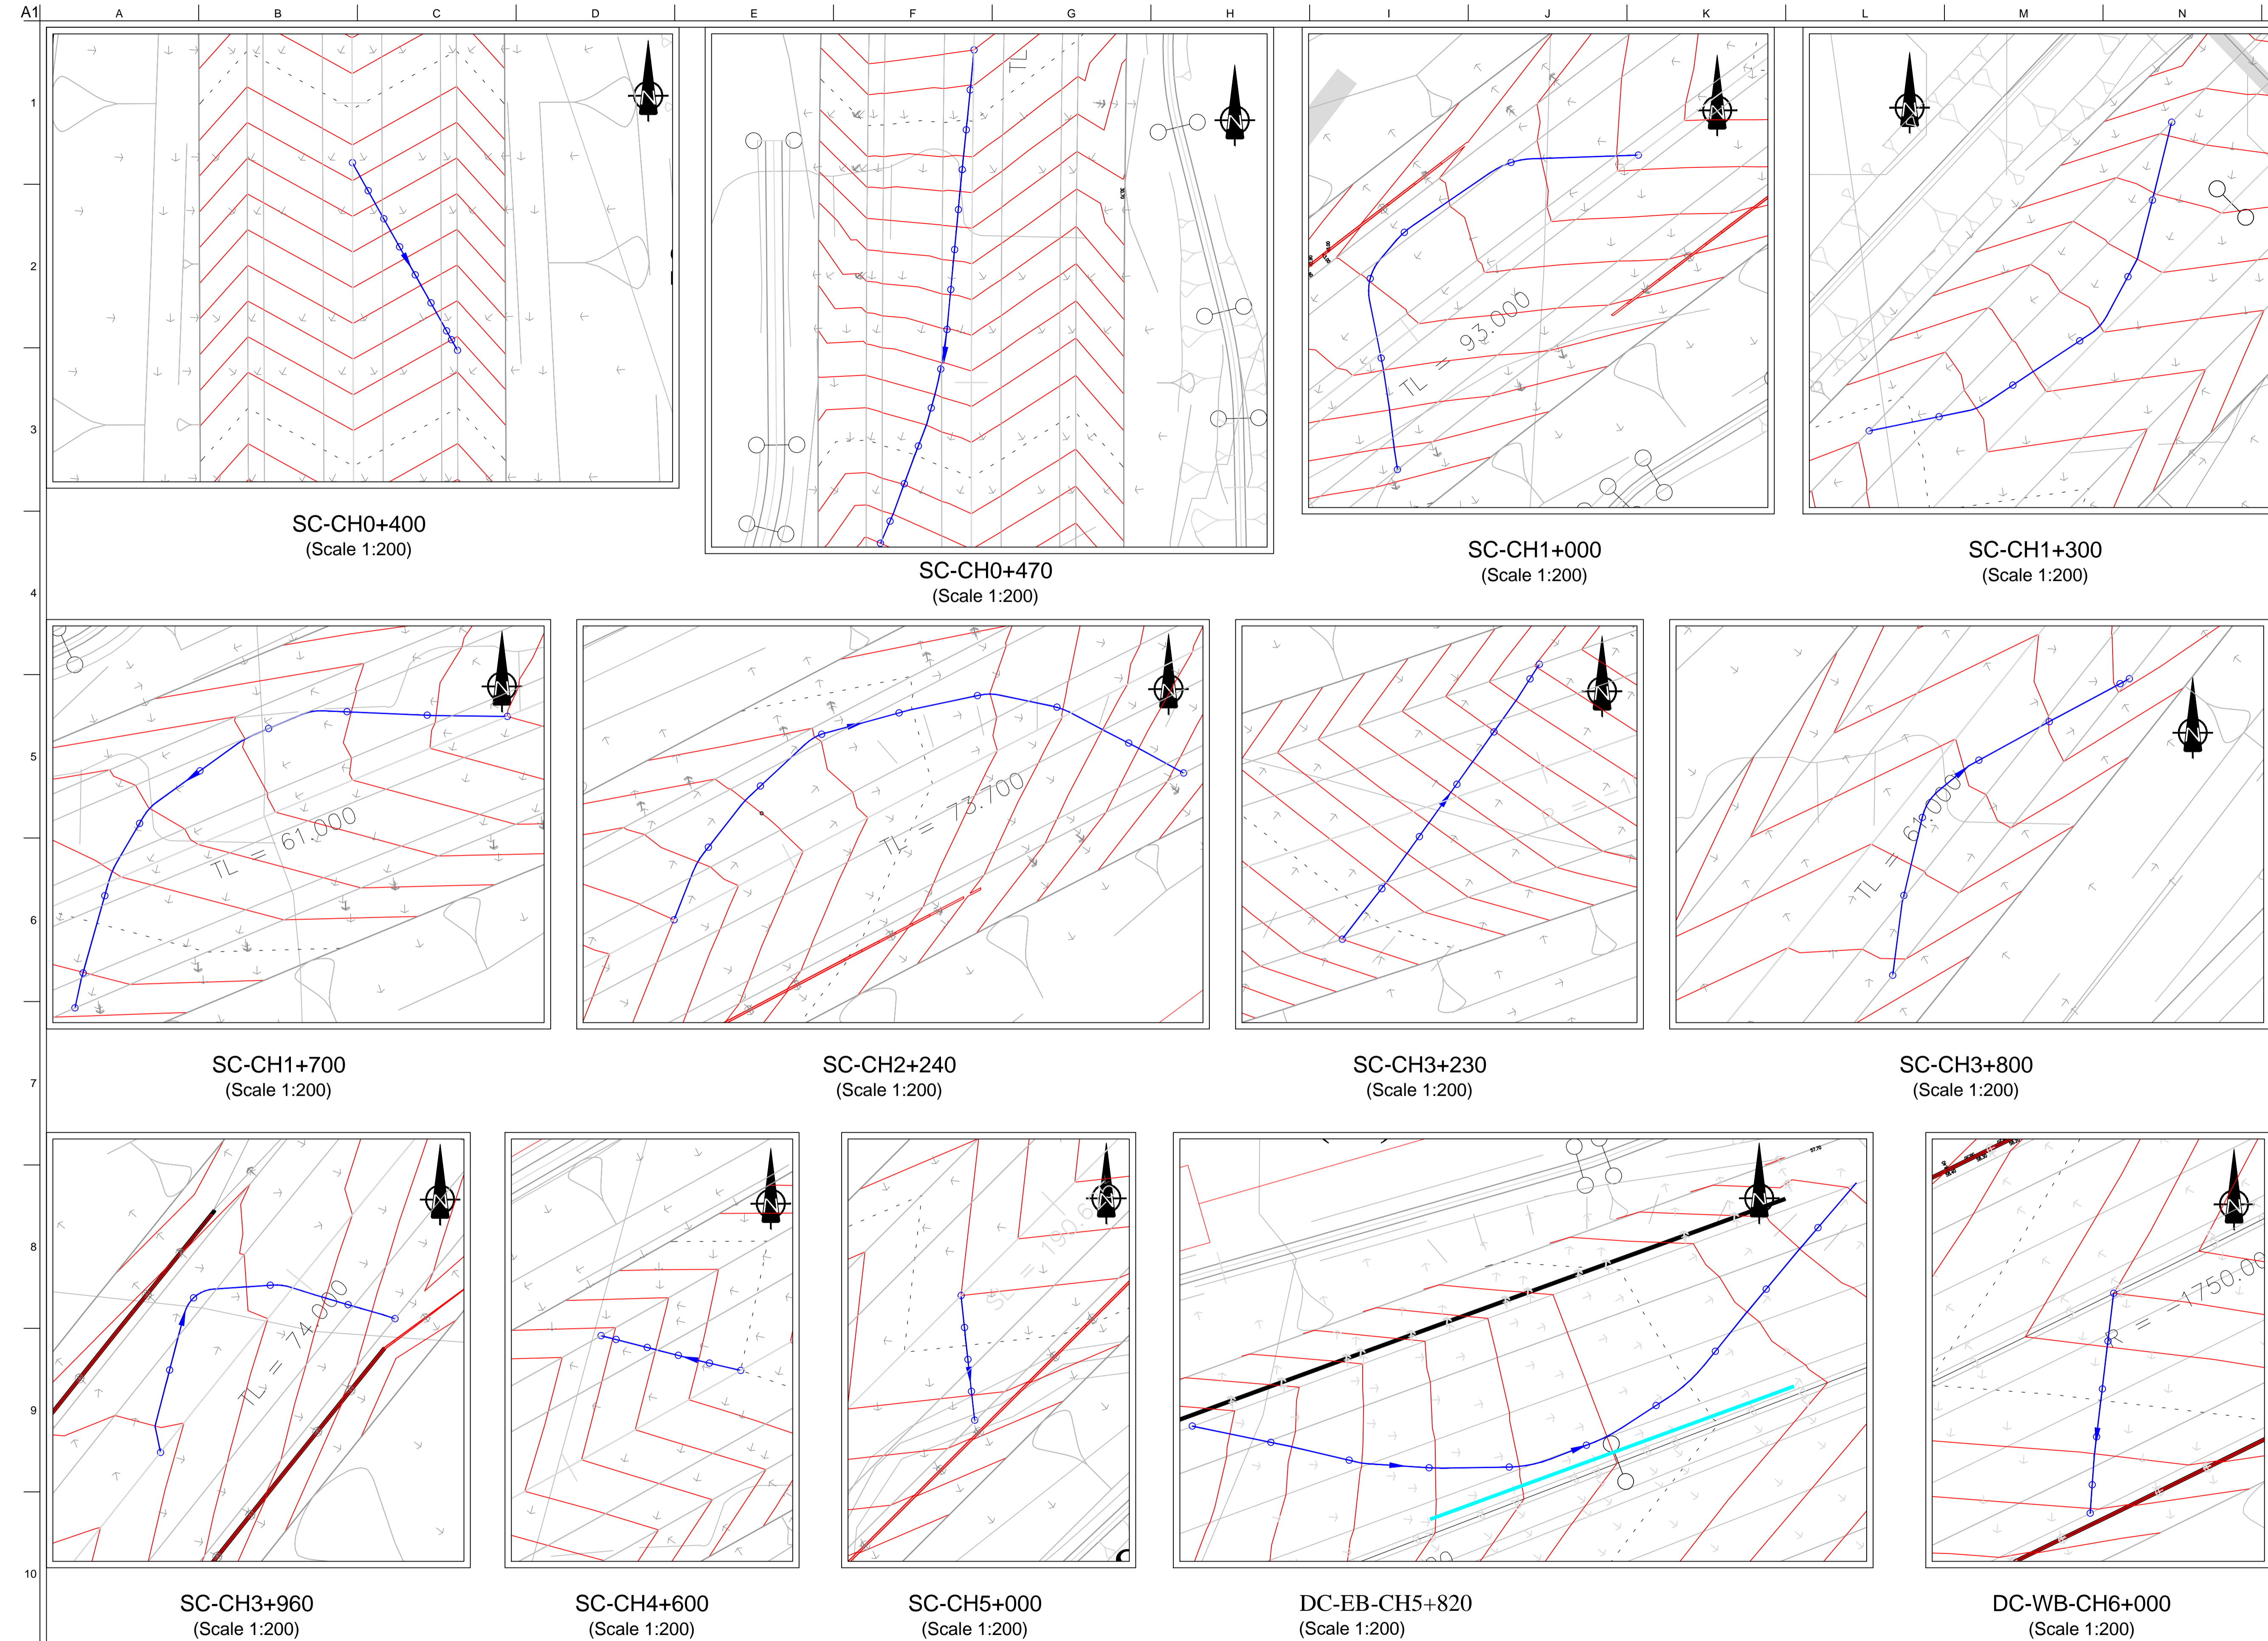 A1
A B C D E F G H I J K L M N
1
TL
N
N
N
N
2
TL = 93.000
3
SC-CH0+400
(Scale 1:200)
SC-CH0+470
(Scale 1:200)
SC-CH1+000
(Scale 1:200)
SC-CH1+300
(Scale 1:200)
4
N
N
N
N
5
TL = 61.000
TL = 73.700
TL = 61.000
6
SC-CH1+700
(Scale 1:200)
SC-CH2+240
(Scale 1:200)
SC-CH3+230
(Scale 1:200)
SC-CH3+800
(Scale 1:200)
7
57.70
N
N
N
N
N
8
TL = 74.000
R = -1750.00
9
10
SC-CH3+960
(Scale 1:200)
SC-CH4+600
(Scale 1:200)
SC-CH5+000
(Scale 1:200)
DC-EB-CH5+820
(Scale 1:200)
DC-WB-CH6+000
(Scale 1:200)